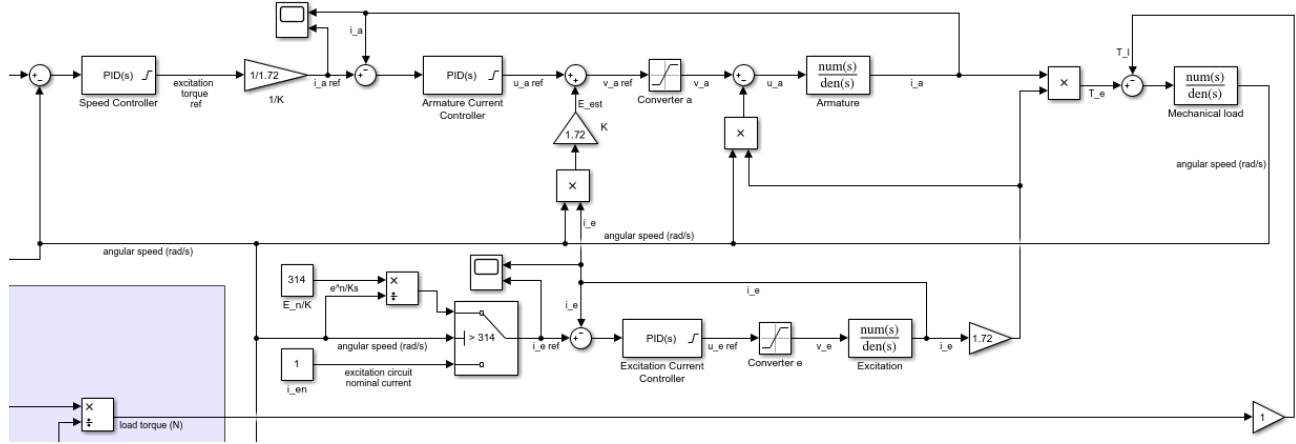 T_l
i_a
PID(s)
Speed Controller
excitation
torque
ref
1/1.72
1/K
i_a ref
PID(s)
Armature Current
Controller
u_a ref
E_est
1.72
K
×
i_e
v_a ref
Converter a
v_a
u_a
×
num(s)
den(s)
Armature
i_a
×
T_e
num(s)
den(s)
Mechanical load
angular speed (rad/s)
angular speed (rad/s)
angular speed (rad/s)
314
E_n/K
e^n/Ks
×
÷
angular speed (rad/s)
1
i_en
excitation circuit
nominal current
> 314
i_e ref
i_e
i_e
PID(s)
Excitation Current
Controller
u_e ref
Converter e
v_e
num(s)
den(s)
Excitation
i_e
1.72
×
÷
load torque (N)
1